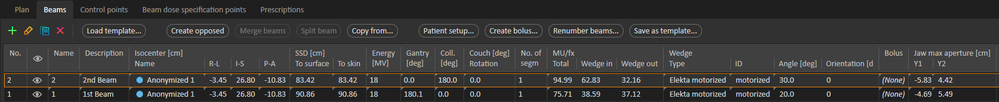 Plan Beams Control points Beam dose specification points Prescriptions
Load template... Create opposed Merge beams Split beam Copy from... Patient setup... Create bolus... Renumber beams... Save as template...
No. Name Description Isocenter [cm] SSD [cm] Energy Gantry Coll. Couch [deg] No. of MU/fx Wedge Bolus Jaw max aperture [cm]
Name R-L I-S P-A To surface To skin [MV] [deg] [deg] Rotation segm Total Wedge in Wedge out Type ID Angle [deg] Orientation [d Y1 Y2
2 2 2nd Beam Anonymized 1 -3.45 26.80 -10.83 83.42 83.42 18 0.0 180.0 0.0 1 94.99 62.83 32.16 Elekta motorized motorized 30.0 0 (None) -5.83 4.42
1 1 1st Beam Anonymized 1 -3.45 26.80 -10.83 90.86 90.86 18 180.1 0.0 0.0 1 75.71 38.59 37.12 Elekta motorized motorized 20.0 0 (None) -4.69 5.49